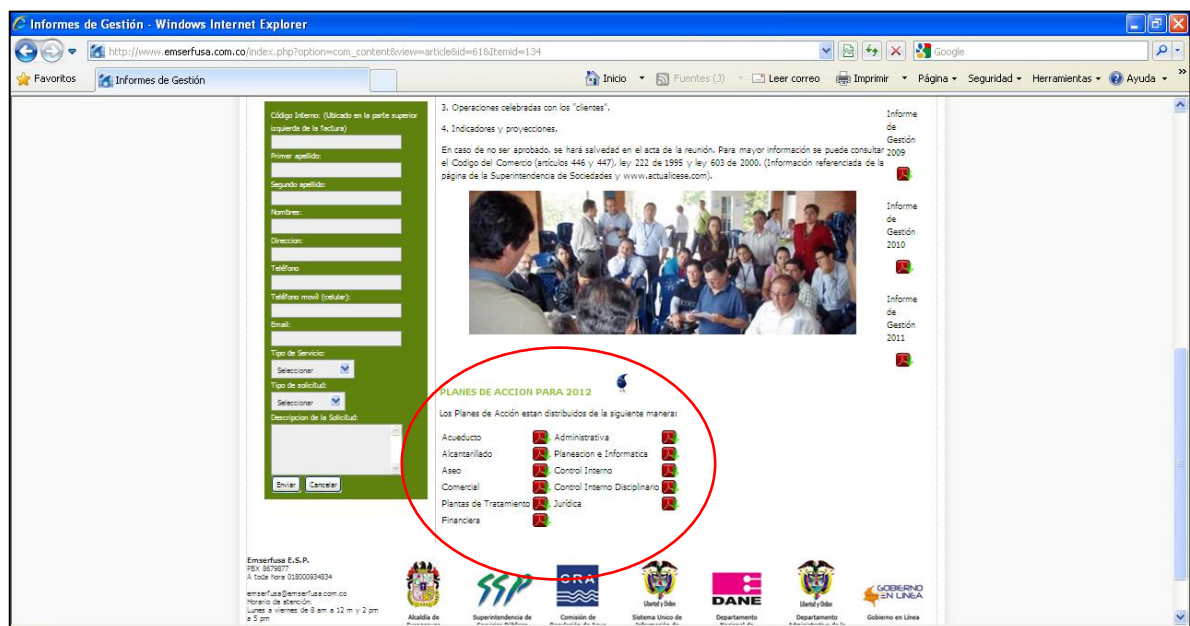 Informes de Gestión - Windows Internet Explorer
http://www.emserfusa.com.co/index.php?option=com_content&view=article&id=61&Itemid=134
Google
Favoritos
Informes de Gestión
Inicio
Fuentes (3)
Leer correo
Imprimir
Página
Seguridad
Herramientas
Ayuda
Código Interno: (Ubicado en la parte superior
izquierda de la factura)
Primer apellido:
Segundo apellido:
Nombres:
Direccion:
Teléfono
Teléfono movil (celular):
Email:
Tipo de Servicio:
Seleccionar
Tipo de solicitud:
Seleccionar
Descripcion de la Solicitud:
Enviar Cancelar
3. Operaciones celebradas con los "clientes".
4. Indicadores y proyecciones.
En caso de no ser aprobado, se hará salvedad en el acta de la reunión. Para mayor información se puede consultar
el Codigo del Comercio (artículos 446 y 447), ley 222 de 1995 y ley 603 de 2000. (Información referenciada de la
página de la Superintendencia de Sociedades y www.actualicese.com).
Informe
de
Gestión
2009
Informe
de
Gestión
2010
Informe
de
Gestión
2011
PLANES DE ACCION PARA 2012
Los Planes de Acción estan distribuidos de la siguiente manera:
Acueducto Administrativa
Alcantarillado Planeacion e Informatica
Aseo Control Interno
Comercial Control Interno Disciplinario
Plantas de Tratamiento Jurídica
Financiera
Emserfusa E.S.P.
PBX 8679877
A toda hora 018000934834
emserfusa@emserfusa.com.co
Horario de atención:
Lunes a viernes de 8 am a 12 m y 2 pm
a 5 pm
SSP
CRA
Libertad y Orden
DANE
Libertad y Orden
GOBIERNO
EN LINEA
Alcaldía de
Superintendencia de
Comisión de
Sistema Unico de
Departamento
Departamento
Gobierno en Linea